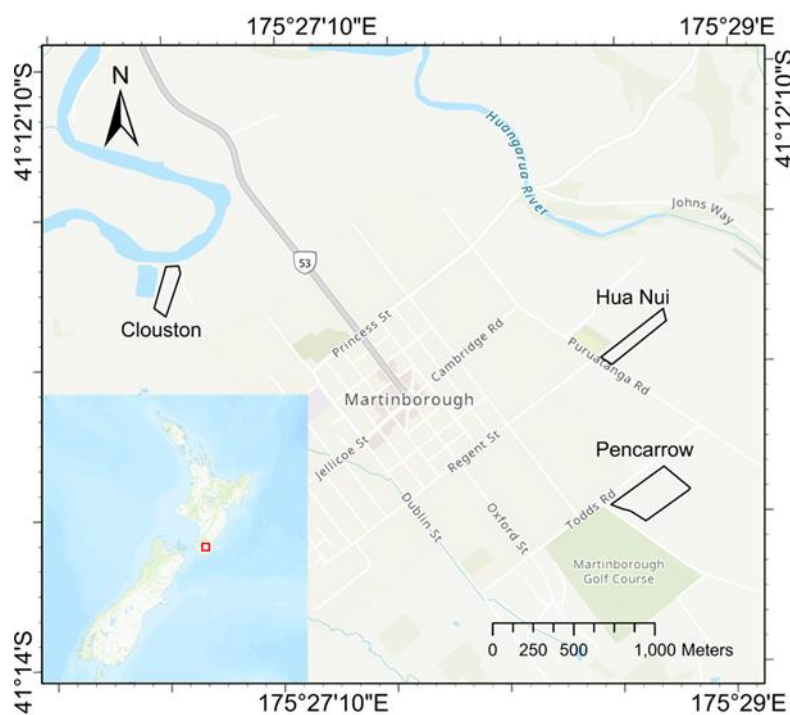 175°27'10"E
175°29'E
41°12'10"S
41°12'10"S
N
Huangarua River
Johns Way
53
Hua Nui
Clouston
Princess St
Cambridge Rd
Puruatanga Rd
Martinborough
Jellicoe St
Regent St
Pencarrow
Dublin St
Oxford St
Todds Rd
Martinborough
Golf Course
0 250 500 1,000 Meters
41°14'S
41°14'S
175°27'10"E
175°29'E